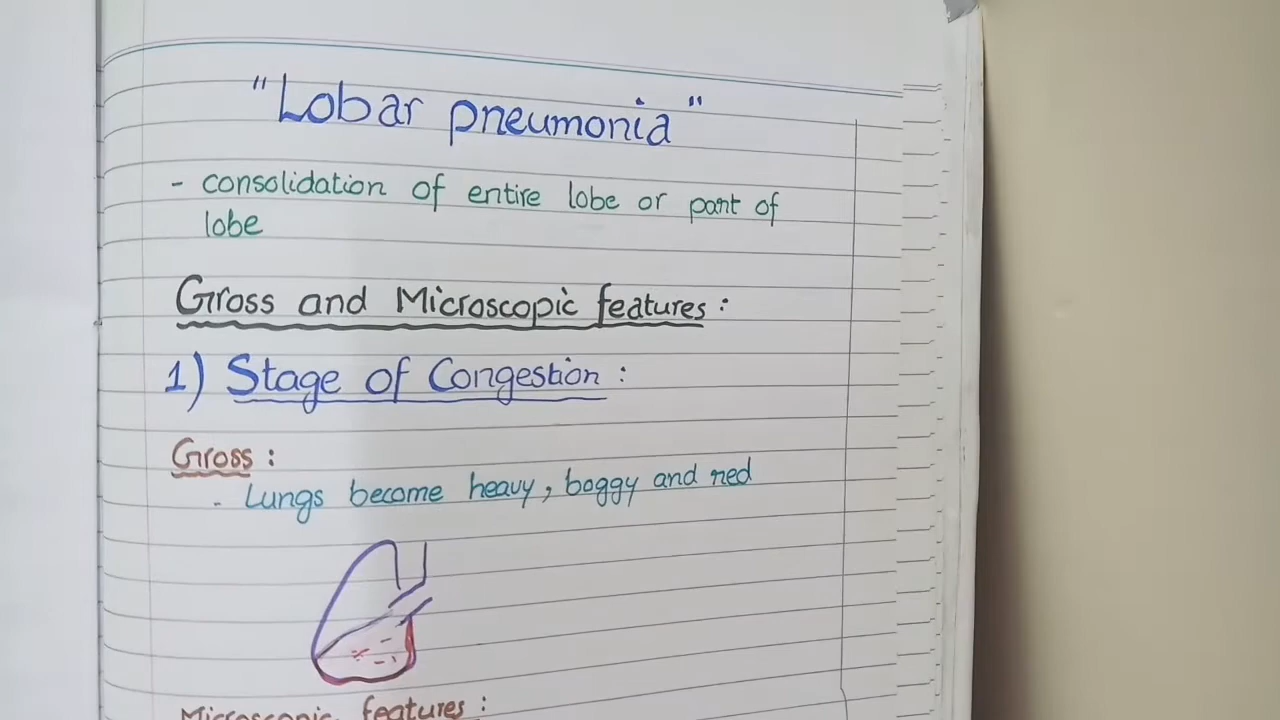 "Lobar pneumonia"
- consolidation of entire lobe or part of
lobe
Gross and Microscopic features:
1) Stage of Congestion:
Gross:
- Lungs become heavy, boggy and red
Microscopic features: